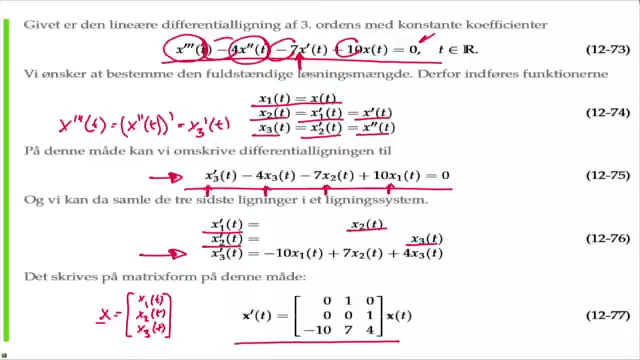 Givet er den lineære differentialligning af 3. ordens med konstante koefficienter
x'''(t) − 4x''(t) − 7x'(t) + 10x(t) = 0, t ∈ ℝ. (12-73)
Vi ønsker at bestemme den fuldstændige løsningsmængde. Derfor indføres funktionerne
x₁(t) = x(t)
x₂(t) = x₁'(t) = x'(t) (12-74)
x'''(t) = (x''(t))' = x₃'(t)
x₃(t) = x₂'(t) = x''(t)
På denne måde kan vi omskrive differentialligningen til
x₃'(t) − 4x₃(t) − 7x₂(t) + 10x₁(t) = 0 (12-75)
Og vi kan da samle de tre sidste ligninger i et ligningssystem.
x₁'(t) = x₂(t)
x₂'(t) = x₃(t) (12-76)
x₃'(t) = −10x₁(t) + 7x₂(t) + 4x₃(t)
Det skrives på matrixform på denne måde:
x = [x₁(t) x₂(t) x₃(t)]
0 1 0
x'(t) = [ 0 0 1 ] x(t) (12-77)
−10 7 4